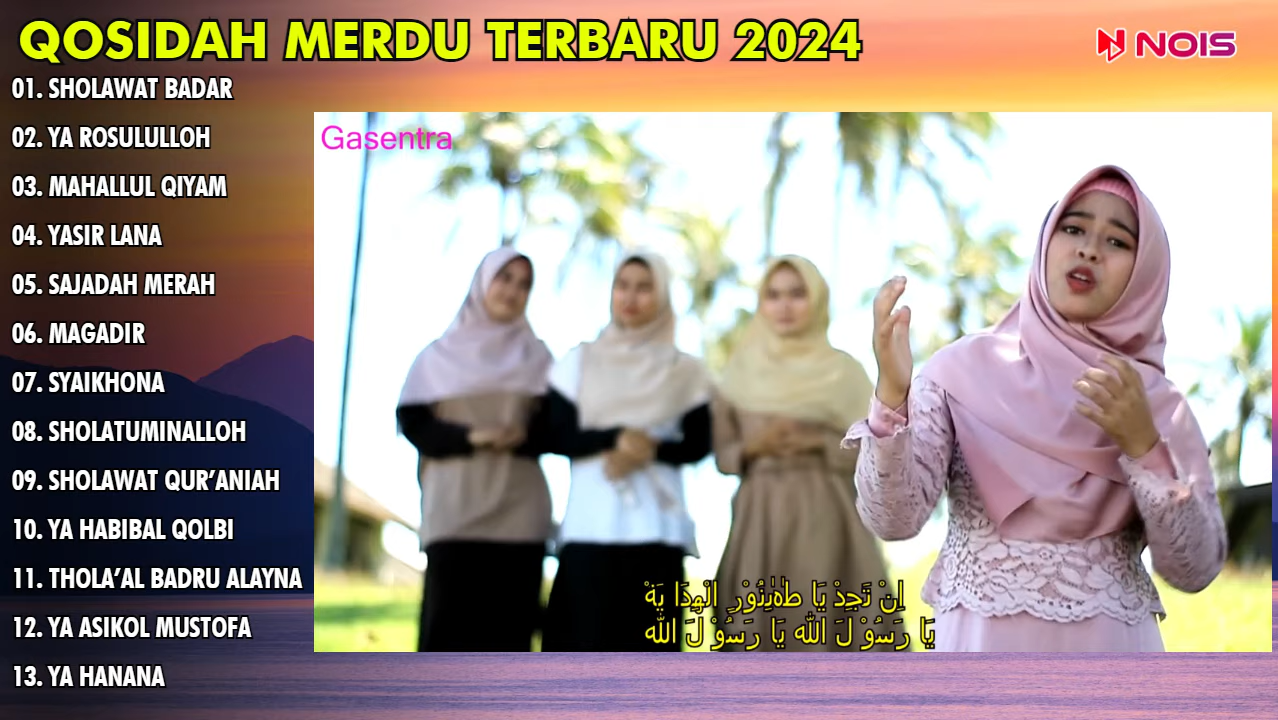 QOSIDAH MERDU TERBARU 2024
NOIS
01. SHOLAWAT BADAR
02. YA ROSULULLOH
03. MAHALLUL QIYAM
04. YASIR LANA
05. SAJADAH MERAH
06. MAGADIR
07. SYAIKHONA
08. SHOLATUMINALLOH
09. SHOLAWAT QUR'ANIAH
10. YA HABIBAL QOLBI
11. THOLA'AL BADRU ALAYNA
12. YA ASIKOL MUSTOFA
13. YA HANANA
Gasentra
اِنْ تَجِدْ يَا
يَا رَسُوْ لَ اللّٰه يَا رَسُوْ لَ اللّٰه